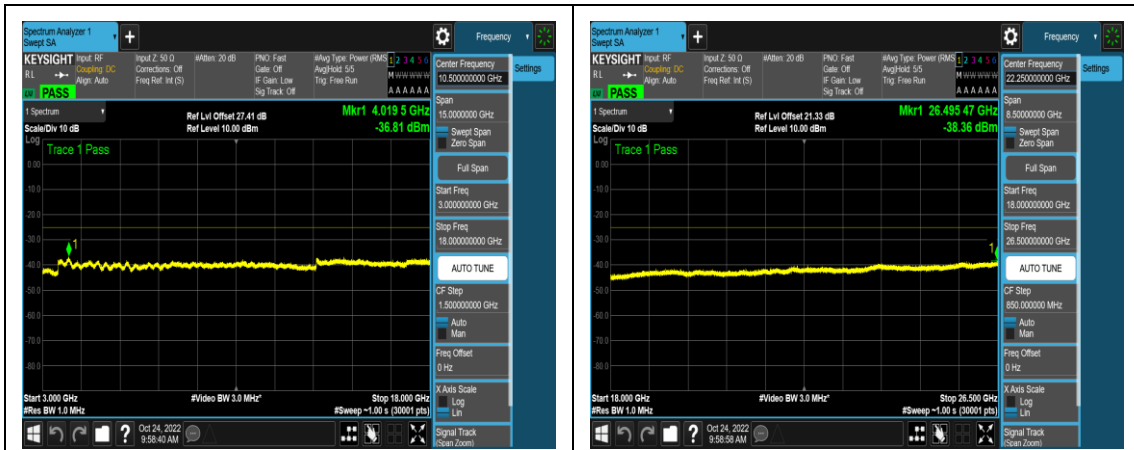 Spectrum Analyzer 1
Swept SA
+
Frequency
KEYSIGHT
RL
LXI PASS
Input: RF
Coupling: DC
Align: Auto
Input Z: 50 Ω
Corrections: Off
Freq Ref: Int (S)
#Atten: 20 dB
PNO: Fast
Gate: Off
IF Gain: Low
Sig Track: Off
#Avg Type: Power (RMS
Avg|Hold: 5/5
Trig: Free Run
1 2 3 4 5 6
M W W W W W
A A A A A A
1 Spectrum
Scale/Div 10 dB
Log
Ref Lvl Offset 27.41 dB
Ref Level 10.00 dBm
Mkr1 4.019 5 GHz
-36.81 dBm
Trace 1 Pass
1
0.00
-10.0
-20.0
-30.0
-40.0
-50.0
-60.0
-70.0
-80.0
Start 3.000 GHz
#Res BW 1.0 MHz
#Video BW 3.0 MHz*
Stop 18.000 GHz
#Sweep ~1.00 s (30001 pts)
Oct 24, 2022
9:58:40 AM
Center Frequency
10.500000000 GHz
Settings
Span
15.0000000 GHz
Swept Span
Zero Span
Full Span
Start Freq
3.000000000 GHz
Stop Freq
18.000000000 GHz
AUTO TUNE
CF Step
1.500000000 GHz
Auto
Man
Freq Offset
0 Hz
X Axis Scale
Log
Lin
Signal Track
(Span Zoom)
Spectrum Analyzer 1
Swept SA
+
Frequency
KEYSIGHT
RL
LXI PASS
Input: RF
Coupling: DC
Align: Auto
Input Z: 50 Ω
Corrections: Off
Freq Ref: Int (S)
#Atten: 20 dB
PNO: Fast
Gate: Off
IF Gain: Low
Sig Track: Off
#Avg Type: Power (RMS
Avg|Hold: 5/5
Trig: Free Run
1 2 3 4 5 6
M W W W W W
A A A A A A
1 Spectrum
Scale/Div 10 dB
Log
Ref Lvl Offset 21.33 dB
Ref Level 10.00 dBm
Mkr1 26.495 47 GHz
-38.36 dBm
Trace 1 Pass
1
0.00
-10.0
-20.0
-30.0
-40.0
-50.0
-60.0
-70.0
-80.0
Start 18.000 GHz
#Res BW 1.0 MHz
#Video BW 3.0 MHz*
Stop 26.500 GHz
#Sweep ~1.00 s (30001 pts)
Oct 24, 2022
9:58:58 AM
Center Frequency
22.250000000 GHz
Settings
Span
8.50000000 GHz
Swept Span
Zero Span
Full Span
Start Freq
18.000000000 GHz
Stop Freq
26.500000000 GHz
AUTO TUNE
CF Step
850.000000 MHz
Auto
Man
Freq Offset
0 Hz
X Axis Scale
Log
Lin
Signal Track
(Span Zoom)